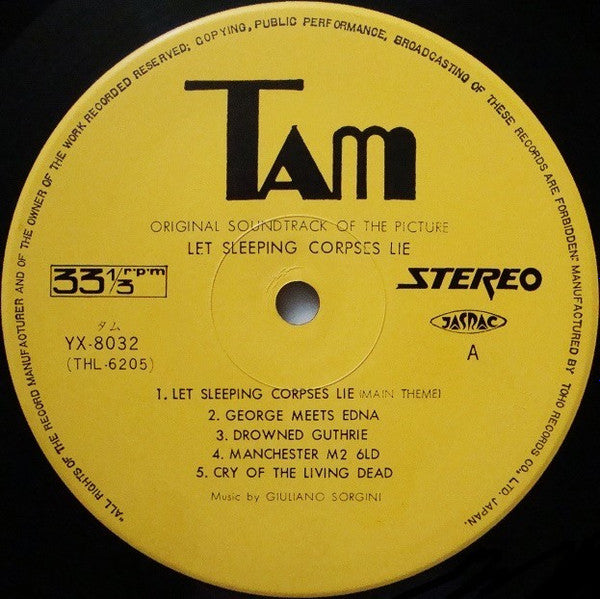 "ALL RIGHTS OF THE RECORD MANUFACTURER AND OF THE OWNER OF THE WORK RECORDED RESERVED; COPYING, PUBLIC PERFORMANCE, BROADCASTING OF THESE RECORDS ARE FORBIDDEN." MANUFACTURED BY TOHO RECORDS CO., LTD. JAPAN.
TAM
ORIGINAL SOUNDTRACK OF THE PICTURE
LET SLEEPING CORPSES LIE
33 1/3 r.p.m
STEREO
タム
YX-8032
(THL-6205)
JASRAC
A
1. LET SLEEPING CORPSES LIE (MAIN THEME)
2. GEORGE MEETS EDNA
3. DROWNED GUTHRIE
4. MANCHESTER M2 6LD
5. CRY OF THE LIVING DEAD
Music by GIULIANO SORGINI